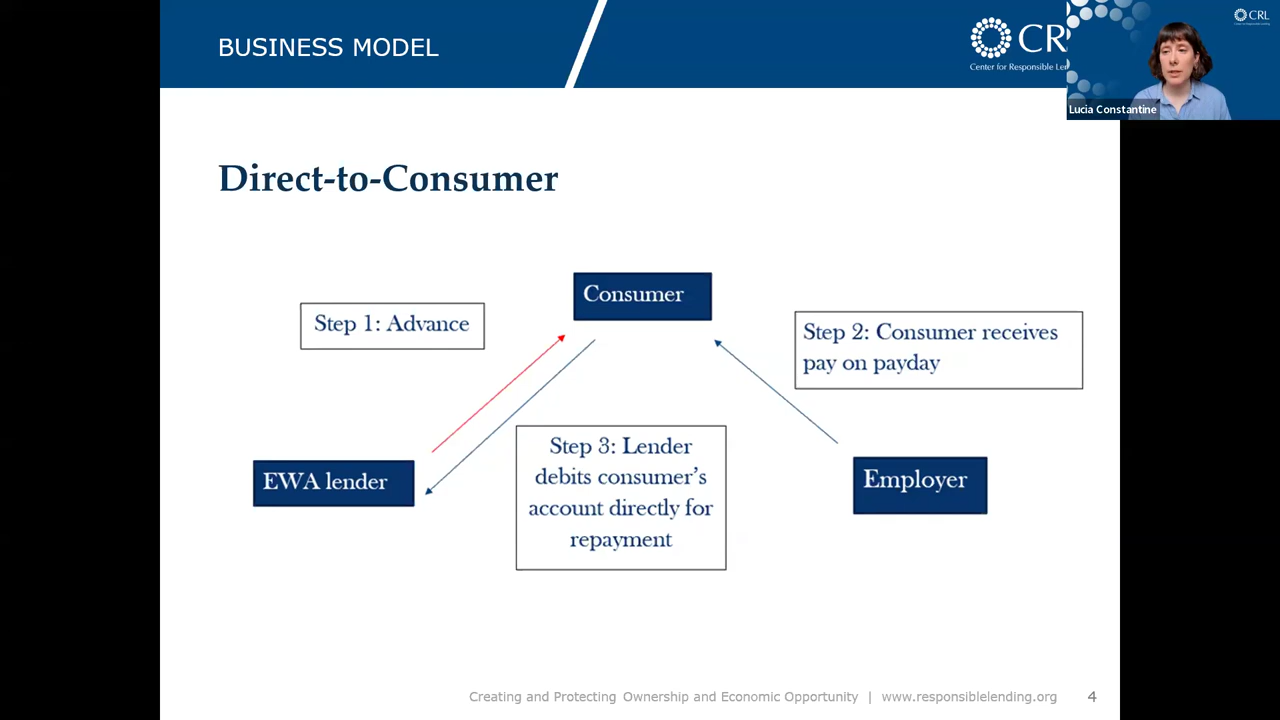 BUSINESS MODEL
CR
Center for Responsible Len
CRL
Lucia Constantine
Direct-to-Consumer
Consumer
Step 1: Advance
Step 2: Consumer receives
pay on payday
Step 3: Lender
debits consumer's
account directly for
repayment
EWA lender
Employer
Creating and Protecting Ownership and Economic Opportunity | www.responsiblelending.org 4